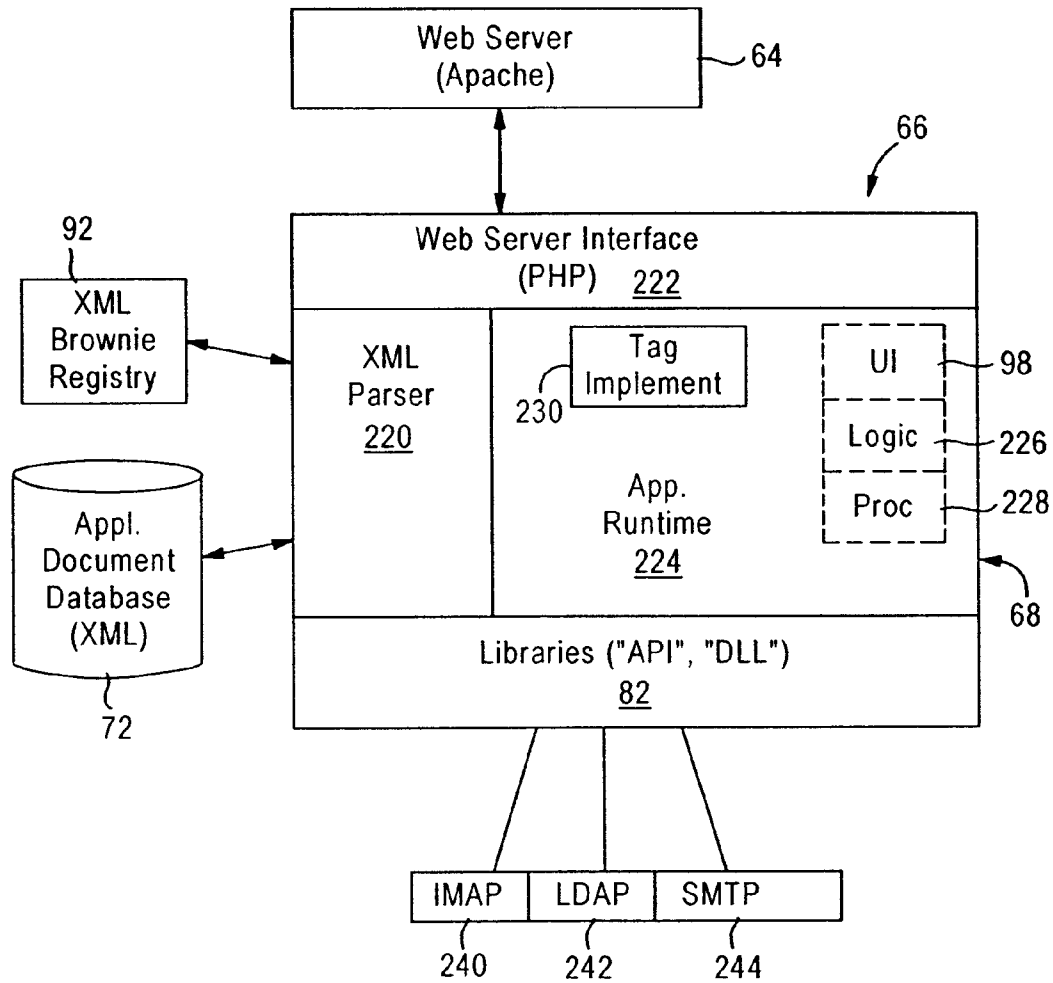 Web Server
(Apache)
64
66
Web Server Interface
(PHP) 222
92
XML
Brownie
Registry
XML
Parser
220
Tag
Implement
230
UI
98
Logic
226
Proc
228
App.
Runtime
224
68
Appl.
Document
Database
(XML)
72
Libraries ("API", "DLL")
82
IMAP
LDAP
SMTP
240
242
244